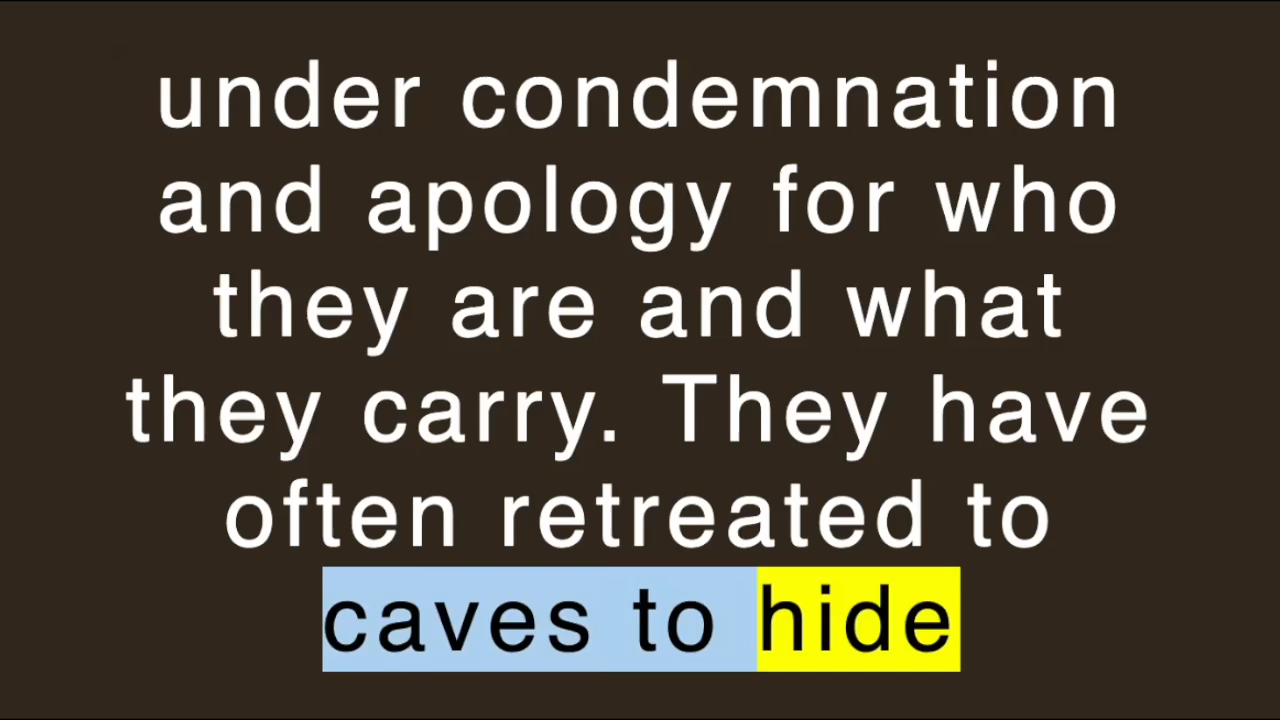 under condemnation
and apology for who
they are and what
they carry. They have
often retreated to
caves to hide